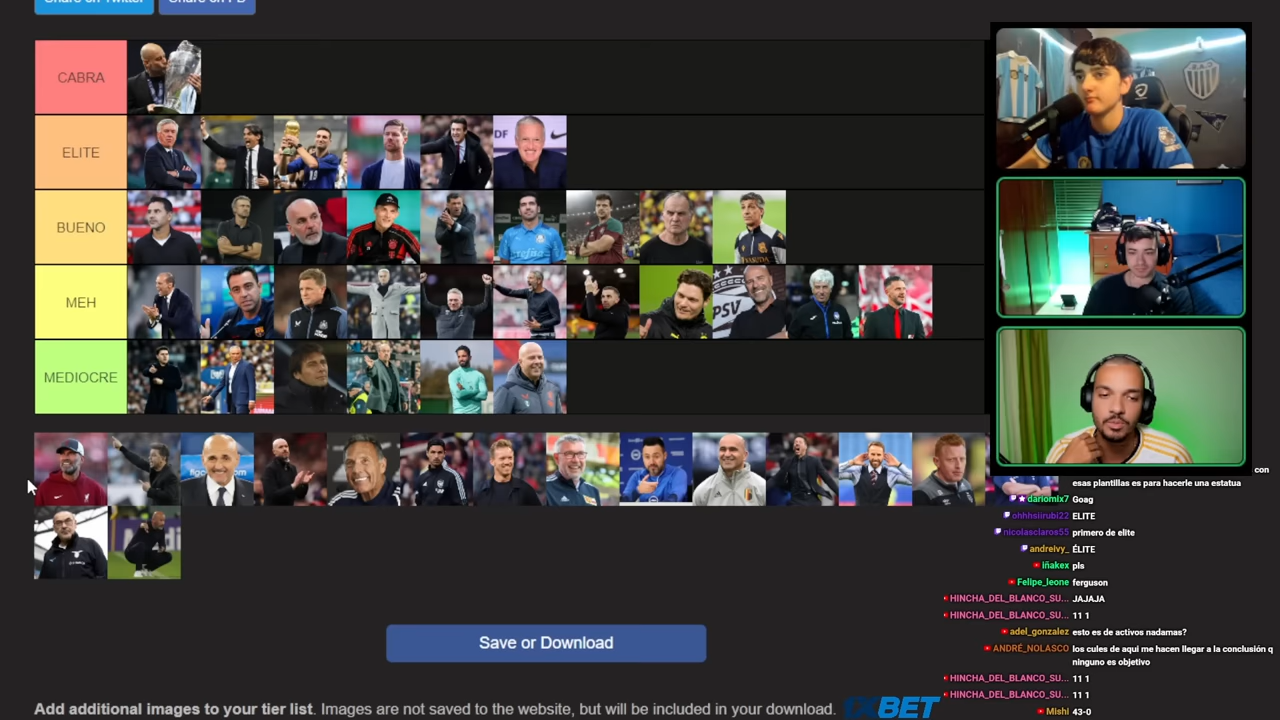 Share on Twitter
Share on FB
CABRA
ELITE
DF
BUENO
MEH
PSV
MEDIOCRE
con
esas plantillas es para hacerle una estatua
dariomix7 Goag
ohhhsiirubi22 ELITE
nicolasclaros55 primero de elite
andreivy_ ÉLITE
iñakex pls
Felipe_leone ferguson
HINCHA_DEL_BLANCO_SU... JAJAJA
HINCHA_DEL_BLANCO_SU... 11 1
adel_gonzalez esto es de activos nadamas?
ANDRÉ_NOLASCO los cules de aqui me hacen llegar a la conclusión q
ninguno es objetivo
HINCHA_DEL_BLANCO_SU... 11 1
HINCHA_DEL_BLANCO_SU... 11 1
Mishi 43-0
Save or Download
Add additional images to your tier list. Images are not saved to the website, but will be included in your download.
1XBET